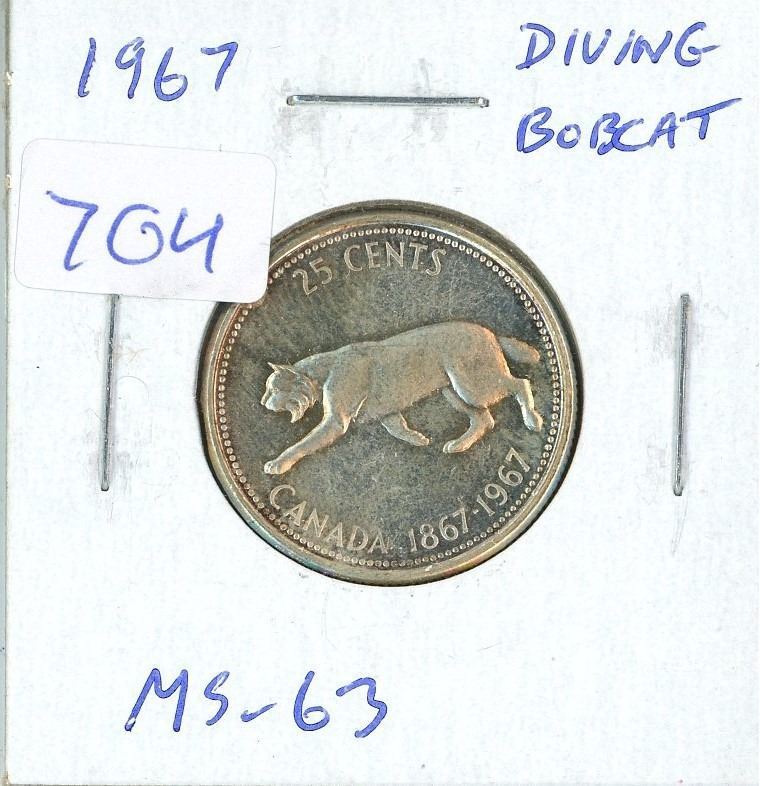 1967
DIVING
BOBCAT
704
25 CENTS
CANADA 1867-1967
MS-63